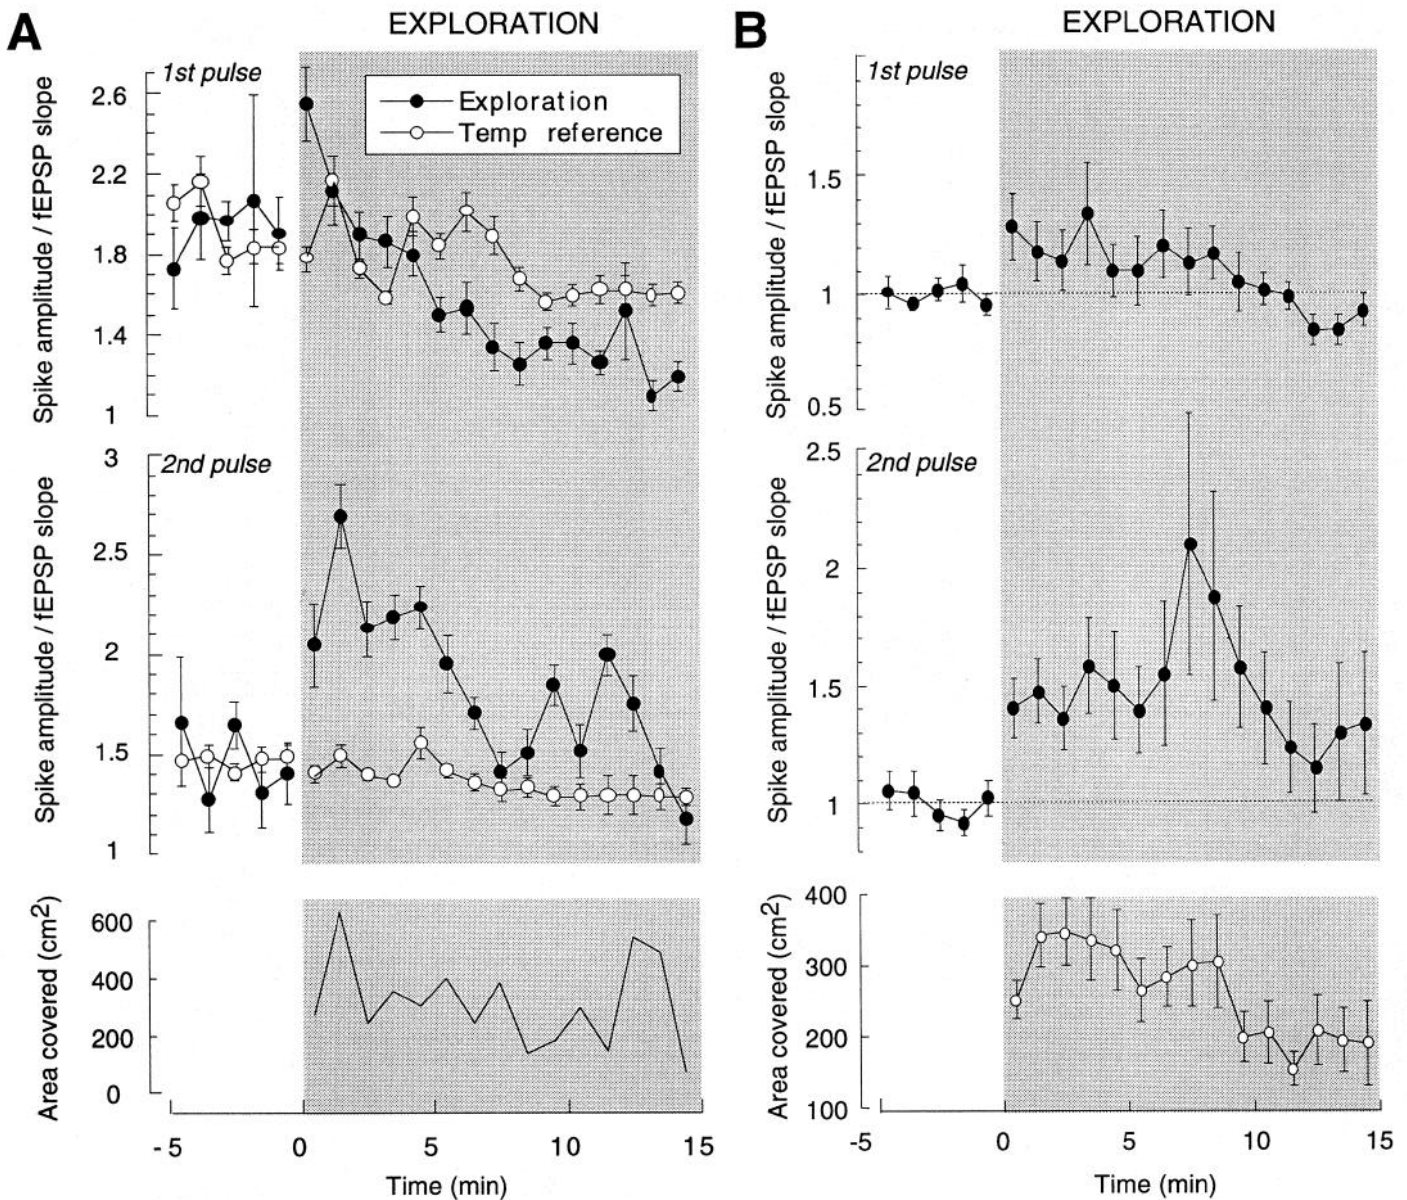 A
EXPLORATION
1st pulse
Exploration
Temp reference
Spike amplitude / fEPSP slope
2.6
2.2
1.8
1.4
1
2nd pulse
Spike amplitude / fEPSP slope
3
2.5
2
1.5
1
Area covered (cm2)
600
400
200
0
-5 0 5 10 15
Time (min)
B
EXPLORATION
1st pulse
Spike amplitude / fEPSP slope
1.5
1
0.5
2nd pulse
Spike amplitude / fEPSP slope
2.5
2
1.5
1
Area covered (cm2)
400
300
200
100
-5 0 5 10 15
Time (min)